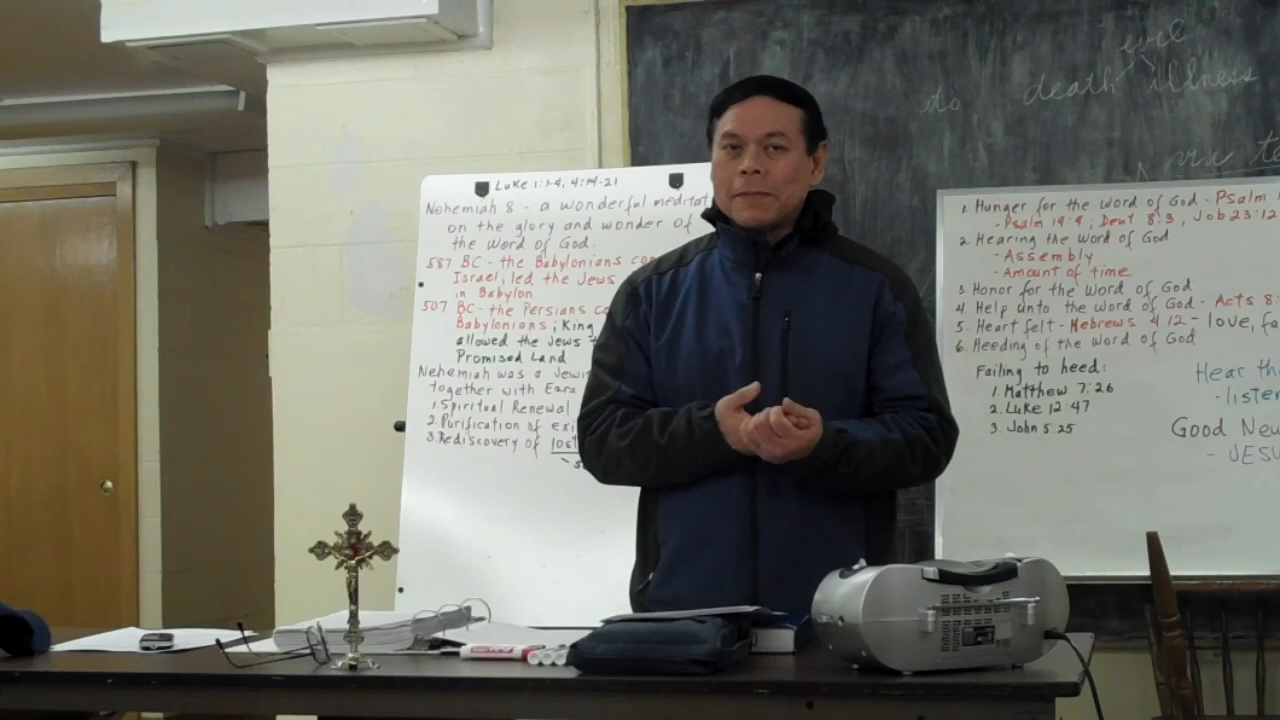 evil
to death illness
Luke 1:1-4, 4:14-21
Nehemiah 8 - a wonderful meditat
on the glory and wonder of
the Word of God.
587 BC - the Babylonians
Israel, led the Jews
in Babylon
507 BC - the Persians
Babylonians; King
allowed the Jews
Promised Land
Nehemiah was a Jewi
together with Ezra
1. Spiritual Renewal
2. Purification of exi
3. Rediscovery of lost
1. Hunger for the Word of God - Psalm
- Psalm 19:9, Deut 8:3, Job 23:12
2. Hearing the Word of God
- Assembly
- Amount of time
3 Honor for the Word of God
4 Help unto the Word of God - Acts 8
5. Heart felt - Hebrews 4:12 - love, fa
6. Heeding of the Word of God
Failing to heed:
1. Matthew 7:26
2. Luke 12:47
3. John 5:25
Hear th
- listen
Good New
- JESU